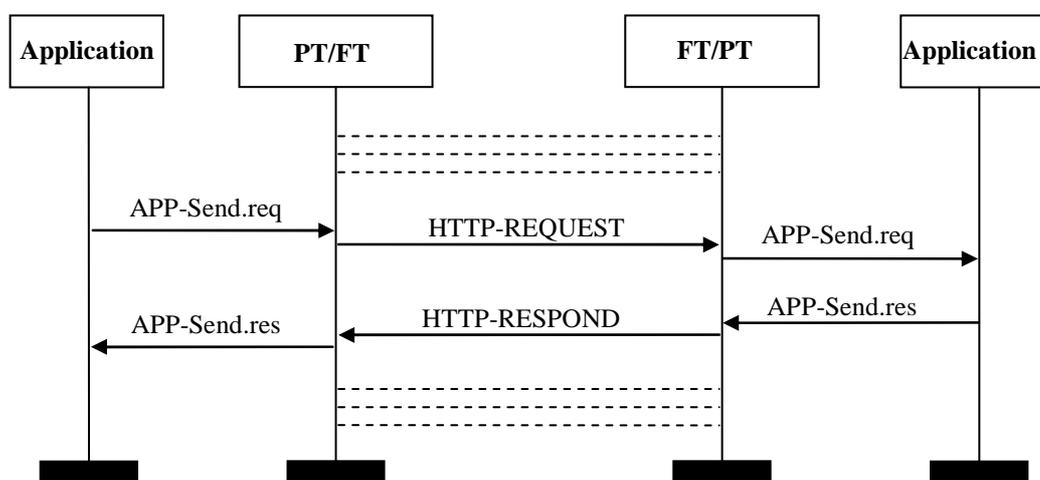 Application
PT/FT
FT/PT
Application
APP-Send.req
HTTP-REQUEST
APP-Send.req
APP-Send.res
HTTP-RESPOND
APP-Send.res